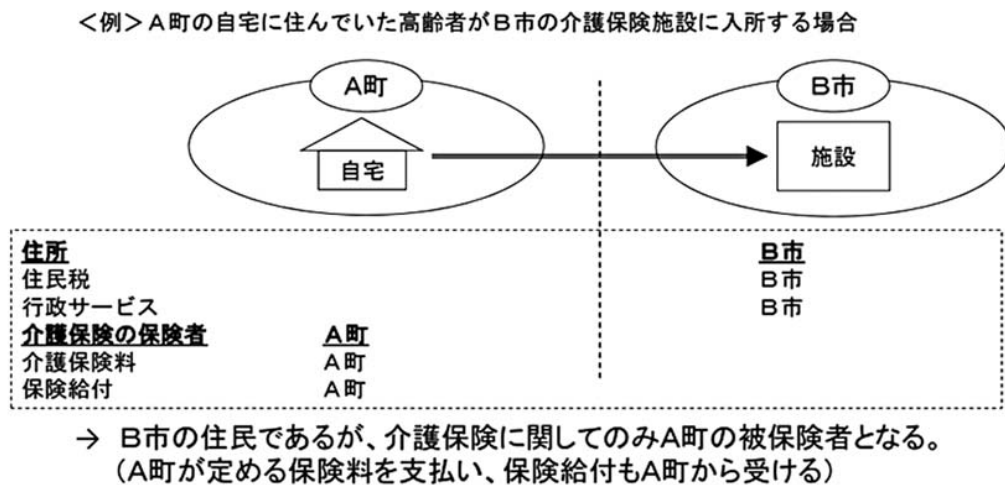 <例>A町の自宅に住んでいた高齢者がB市の介護保険施設に入所する場合
A町 B市
自宅 施設
住所 B市
住民税 B市
行政サービス B市
介護保険の保険者 A町
介護保険料 A町
保険給付 A町
→ B市の住民であるが、介護保険に関してのみA町の被保険者となる。
(A町が定める保険料を支払い、保険給付もA町から受ける)